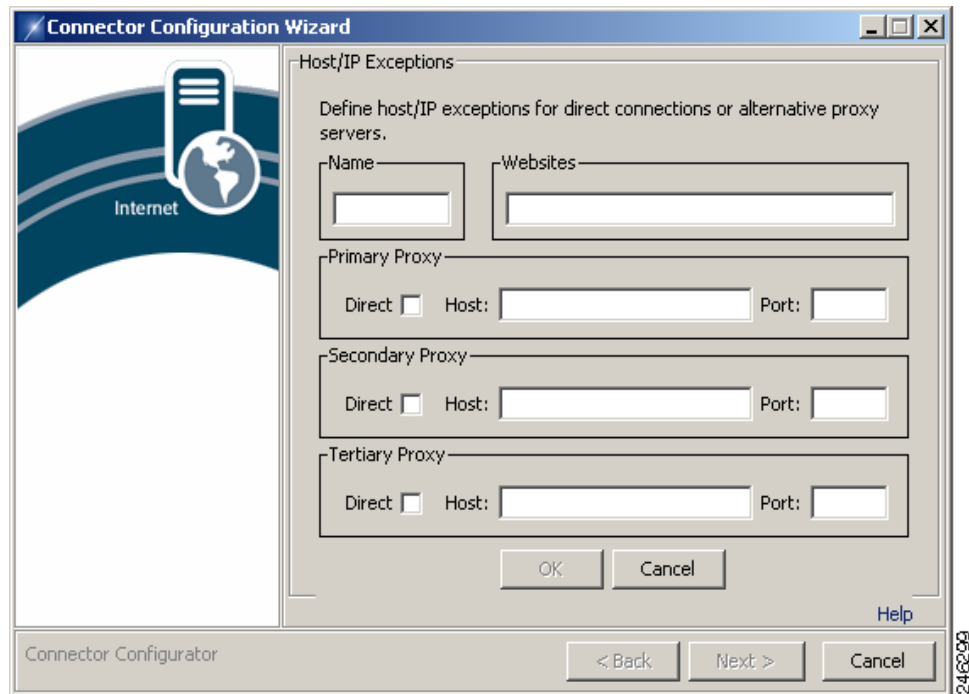 Connector Configuration Wizard
Internet
Host/IP Exceptions
Define host/IP exceptions for direct connections or alternative proxy
servers.
Name
Websites
Primary Proxy
Direct Host: Port:
Secondary Proxy
Direct Host: Port:
Tertiary Proxy
Direct Host: Port:
OK Cancel
Help
Connector Configurator
< Back Next > Cancel
246299